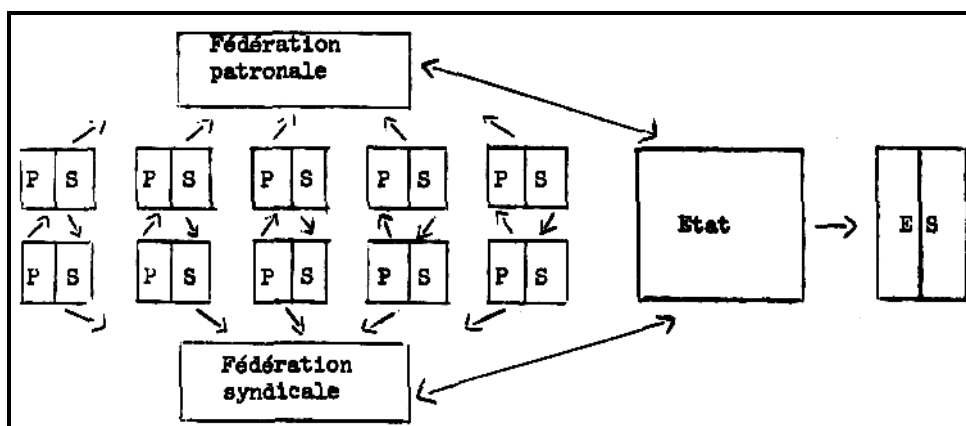 Fédération
patronale
P S P S P S P S P S
Etat
E S
P S P S P S P S P S
Fédération
syndicale